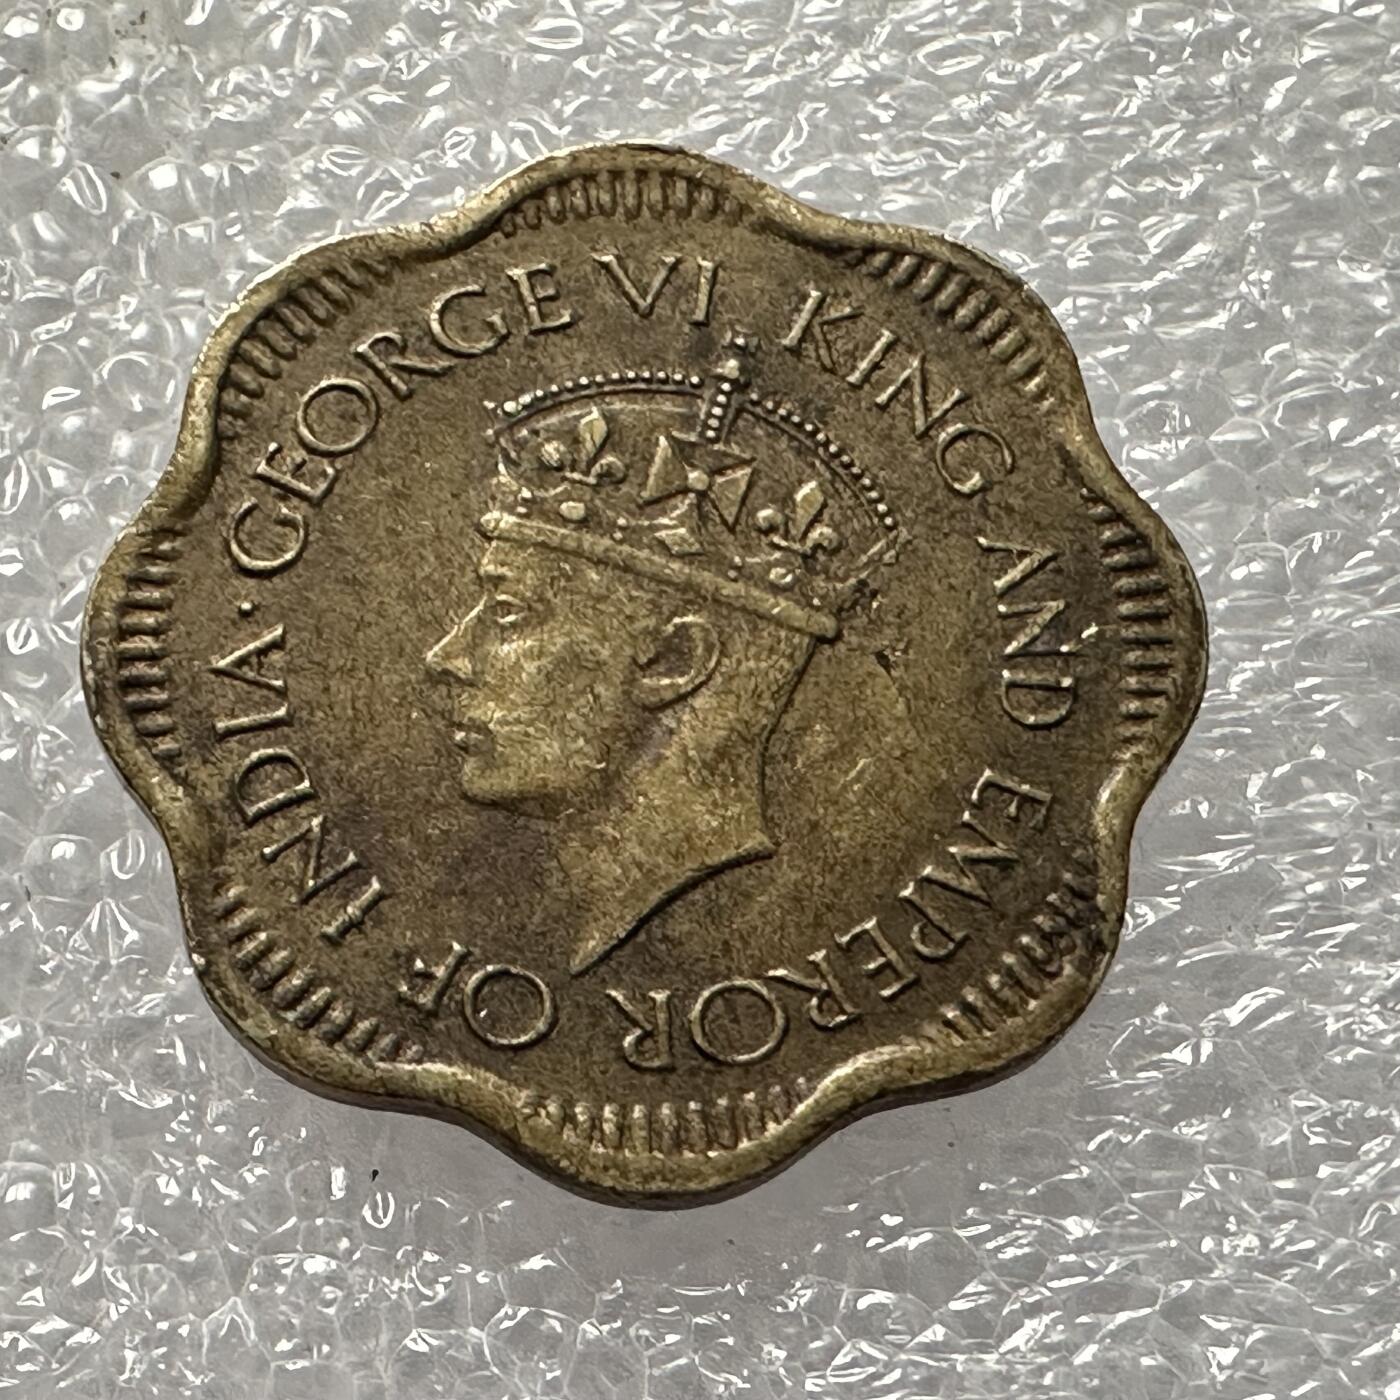 GEORGE VI KING AND EMPEROR OF INDIA ·